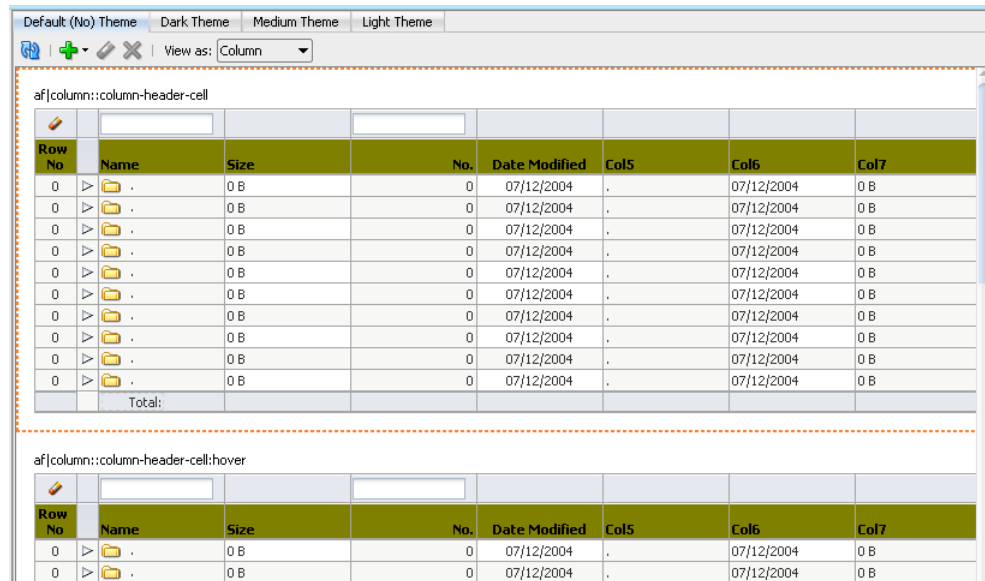 Default (No) Theme Dark Theme Medium Theme Light Theme
View as: Column
af|column::column-header-cell
Row No Name Size No. Date Modified Col5 Col6 Col7
0 . 0 B 0 07/12/2004 . 07/12/2004 0 B
0 . 0 B 0 07/12/2004 . 07/12/2004 0 B
0 . 0 B 0 07/12/2004 . 07/12/2004 0 B
0 . 0 B 0 07/12/2004 . 07/12/2004 0 B
0 . 0 B 0 07/12/2004 . 07/12/2004 0 B
0 . 0 B 0 07/12/2004 . 07/12/2004 0 B
0 . 0 B 0 07/12/2004 . 07/12/2004 0 B
0 . 0 B 0 07/12/2004 . 07/12/2004 0 B
0 . 0 B 0 07/12/2004 . 07/12/2004 0 B
0 . 0 B 0 07/12/2004 . 07/12/2004 0 B
Total:
af|column::column-header-cell:hover
Row No Name Size No. Date Modified Col5 Col6 Col7
0 . 0 B 0 07/12/2004 . 07/12/2004 0 B
0 . 0 B 0 07/12/2004 . 07/12/2004 0 B